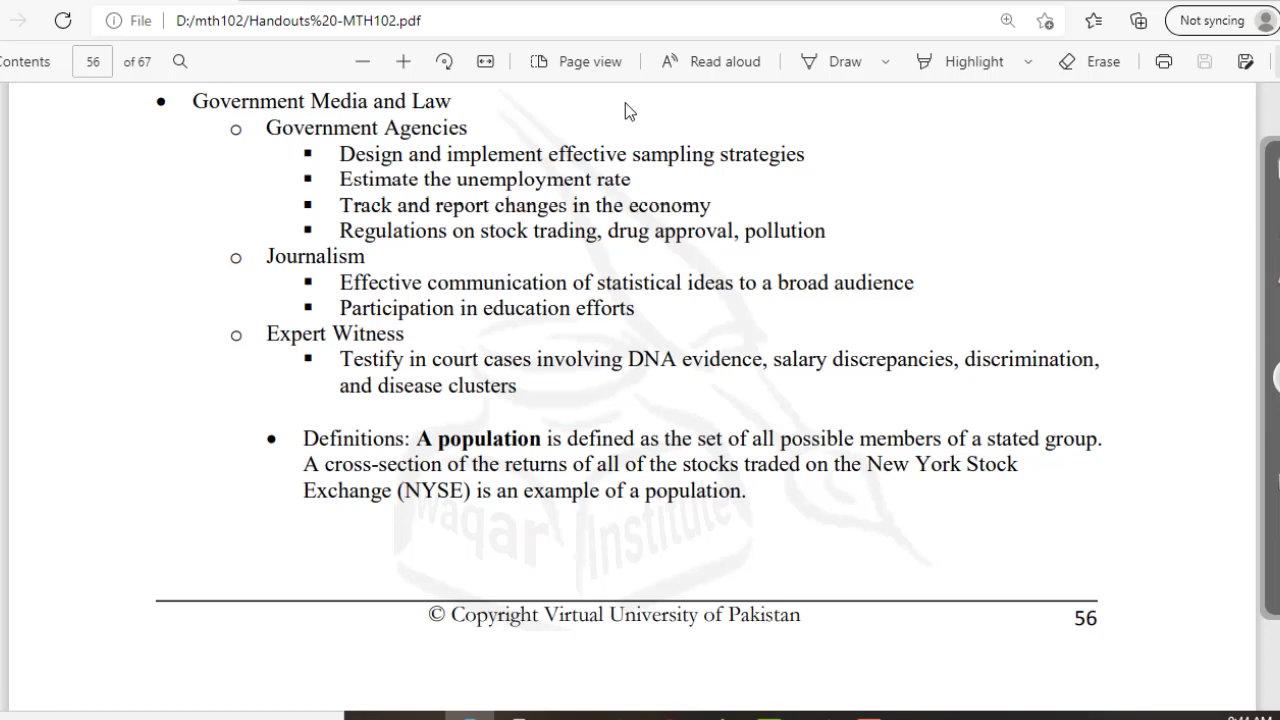 File
D:/mth102/Handouts%20-MTH102.pdf
Not syncing
ontents
56
of 67
Page view
Read aloud
Draw
Highlight
Erase
• Government Media and Law
o Government Agencies
▪ Design and implement effective sampling strategies
▪ Estimate the unemployment rate
▪ Track and report changes in the economy
▪ Regulations on stock trading, drug approval, pollution
o Journalism
▪ Effective communication of statistical ideas to a broad audience
▪ Participation in education efforts
o Expert Witness
▪ Testify in court cases involving DNA evidence, salary discrepancies, discrimination,
and disease clusters
• Definitions: A population is defined as the set of all possible members of a stated group.
A cross-section of the returns of all of the stocks traded on the New York Stock
Exchange (NYSE) is an example of a population.
waqar Institute
© Copyright Virtual University of Pakistan
56